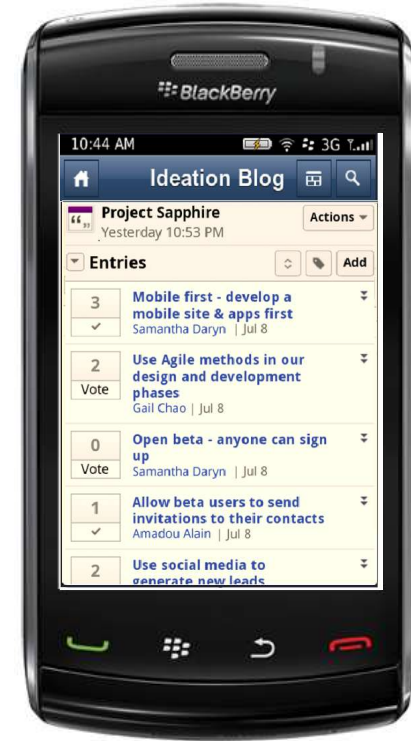 BlackBerry
10:44 AM 3G
Ideation Blog
Project Sapphire
Actions
Yesterday 10:53 PM
Entries Add
3
Mobile first - develop a
mobile site & apps first
Samantha Daryn | Jul 8
2
Vote
Use Agile methods in our
design and development
phases
Gail Chao | Jul 8
0
Vote
Open beta - anyone can sign
up
Samantha Daryn | Jul 8
1
Allow beta users to send
invitations to their contacts
Amadou Alain | Jul 8
2
Use social media to
generate new leads